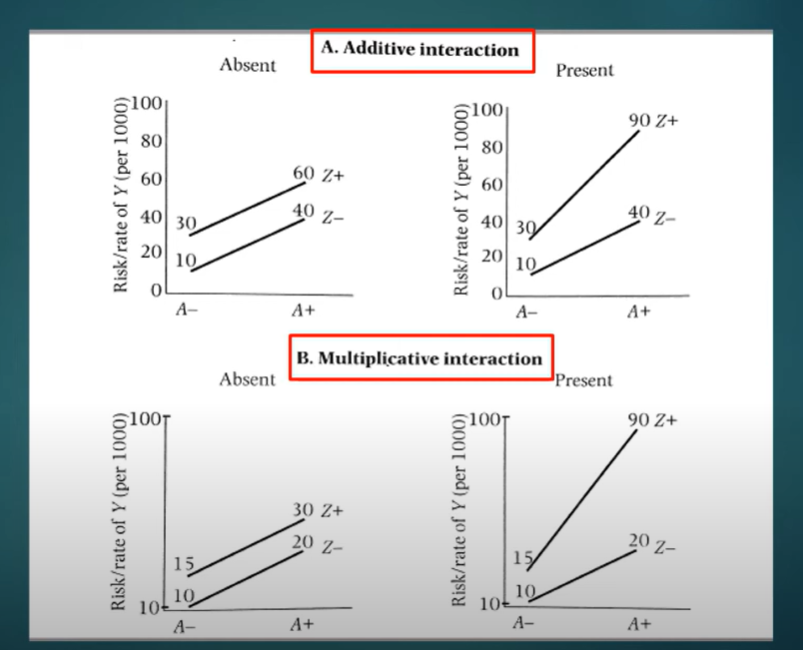 A. Additive interaction
Absent
Present
Risk/rate of Y (per 1000)
100
80
60
40
20
0
30
10
60 Z+
40 Z–
A–
A+
Risk/rate of Y (per 1000)
100
80
60
40
20
0
30
10
90 Z+
40 Z–
A–
A+
B. Multiplicative interaction
Absent
Present
Risk/rate of Y (per 1000)
100
10
15
10
30 Z+
20 Z–
A–
A+
Risk/rate of Y (per 1000)
100
10
15
10
90 Z+
20 Z–
A–
A+